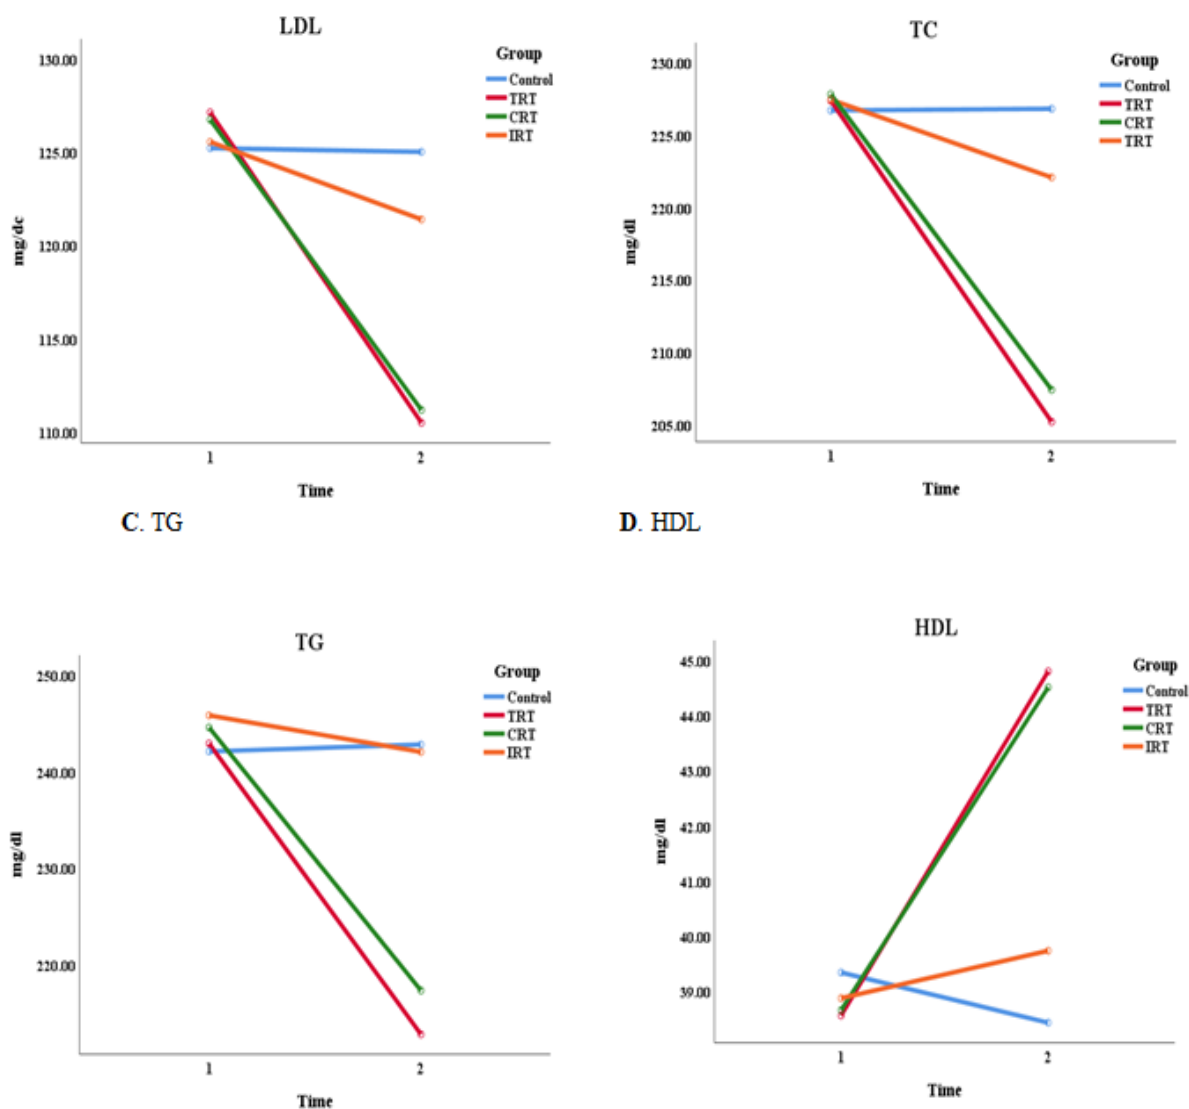 LDL
130.00
125.00
120.00
115.00
110.00
mg/dc
1 2
Time
Group
Control
TRT
CRT
IRT
TC
230.00
225.00
220.00
215.00
210.00
205.00
mg/dl
1 2
Time
Group
Control
TRT
CRT
TRT
C. TG
D. HDL
TG
250.00
240.00
230.00
220.00
mg/dl
1 2
Time
Group
Control
TRT
CRT
IRT
HDL
45.00
44.00
43.00
42.00
41.00
40.00
39.00
mg/dl
1 2
Time
Group
Control
TRT
CRT
IRT